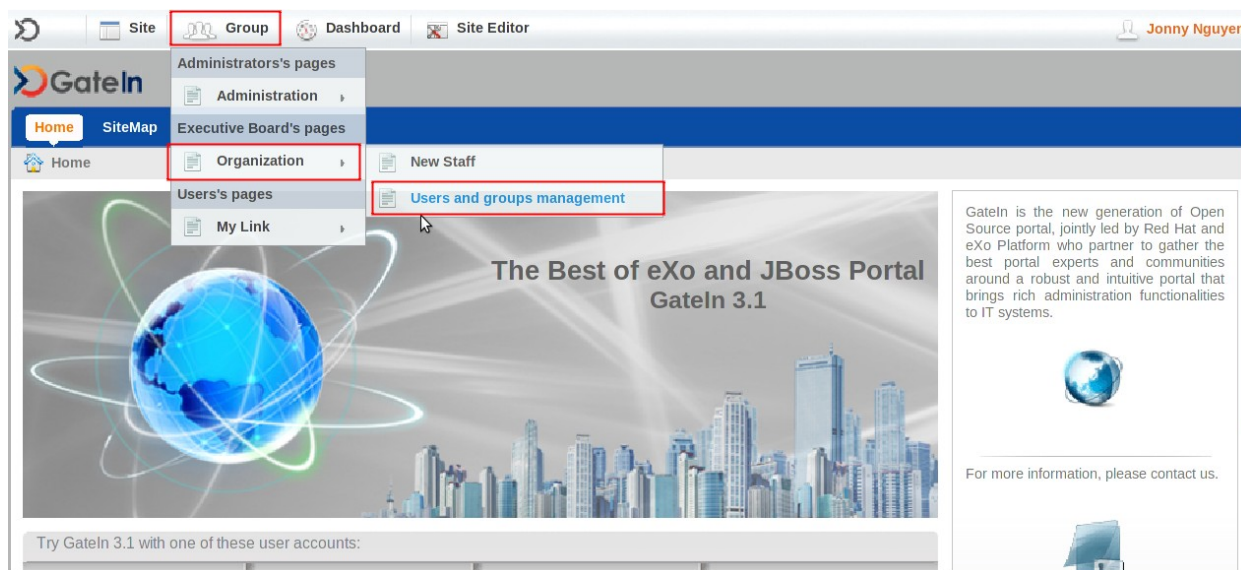 Site Group Dashboard Site Editor Jonny Nguyen
GateIn
Administrators's pages
Administration
Home SiteMap
Executive Board's pages
Home
Organization
New Staff
Users's pages
Users and groups management
My Link
The Best of eXo and JBoss Portal
GateIn 3.1
GateIn is the new generation of Open
Source portal, jointly led by Red Hat and
eXo Platform who partner to gather the
best portal experts and communities
around a robust and intuitive portal that
brings rich administration functionalities
to IT systems.
For more information, please contact us.
Try GateIn 3.1 with one of these user accounts: